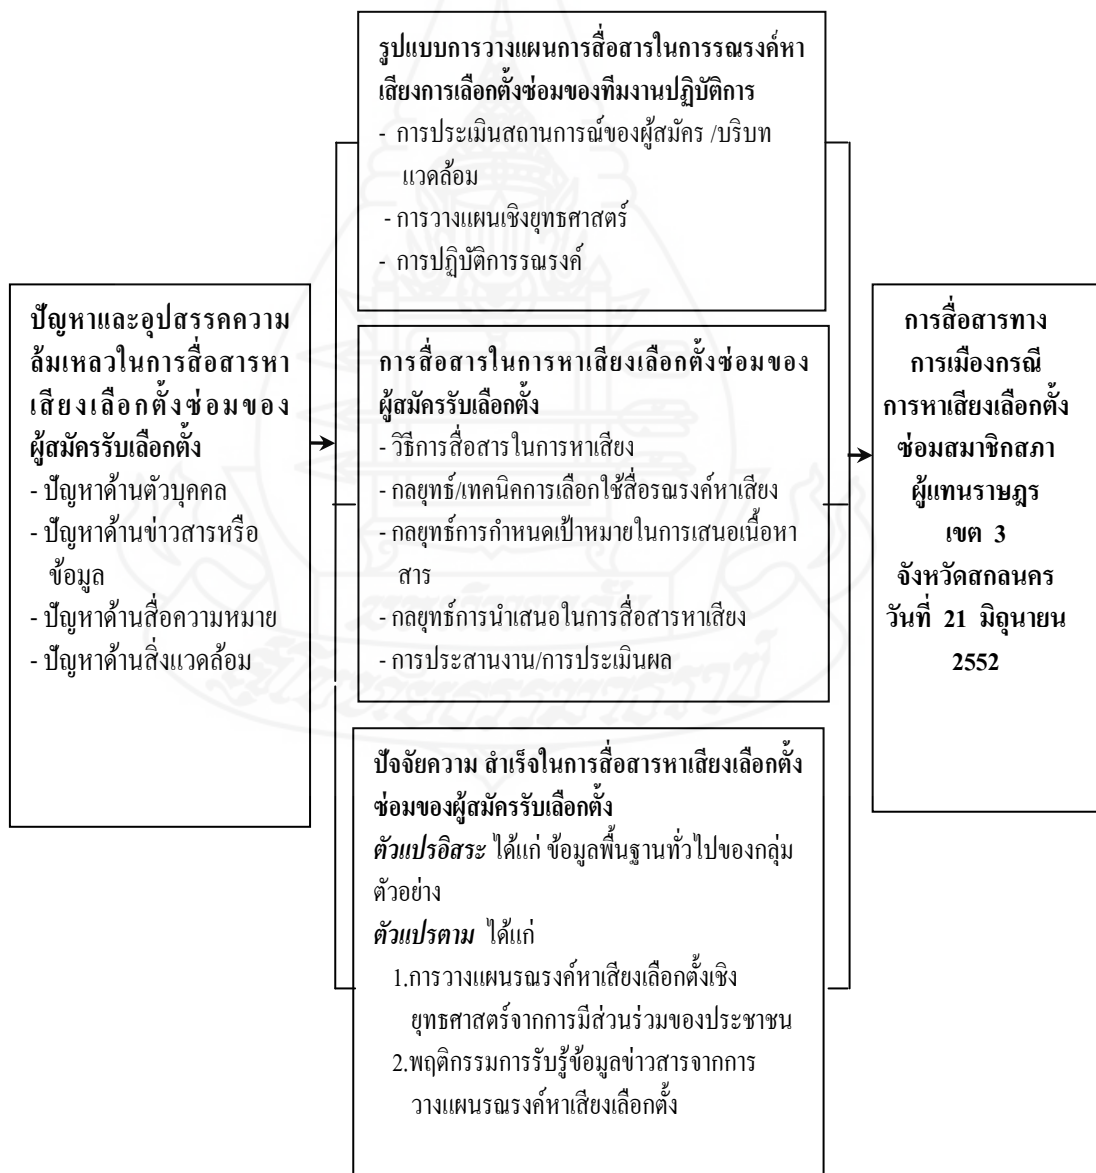 รูปแบบการวางแผนการสื่อสารในการรณรงค์หา
เสียงการเลือกตั้งซ่อมของทีมงานปฏิบัติการ
- การประเมินสถานการณ์ของผู้สมัคร /บริบท
แวดล้อม
- การวางแผนเชิงยุทธศาสตร์
- การปฏิบัติการรณรงค์
ปัญหาและอุปสรรคความ
ล้มเหลวในการสื่อสารหา
เสียงเลือกตั้งซ่อมของ
ผู้สมัครรับเลือกตั้ง
- ปัญหาด้านตัวบุคคล
- ปัญหาด้านข่าวสารหรือ
ข้อมูล
- ปัญหาด้านสื่อความหมาย
- ปัญหาด้านสิ่งแวดล้อม
การสื่อสารในการหาเสียงเลือกตั้งซ่อมของ
ผู้สมัครรับเลือกตั้ง
- วิธีการสื่อสารในการหาเสียง
- กลยุทธ์/เทคนิคการเลือกใช้สื่อรณรงค์หาเสียง
- กลยุทธ์การกำหนดเป้าหมายในการเสนอเนื้อหา
สาร
- กลยุทธ์การนำเสนอในการสื่อสารหาเสียง
- การประสานงาน/การประเมินผล
การสื่อสารทาง
การเมืองกรณี
การหาเสียงเลือกตั้ง
ซ่อมสมาชิกสภา
ผู้แทนราษฎร
เขต 3
จังหวัดสกลนคร
วันที่ 21 มิถุนายน
2552
ปัจจัยความ สำเร็จในการสื่อสารหาเสียงเลือกตั้ง
ซ่อมของผู้สมัครรับเลือกตั้ง
ตัวแปรอิสระ ได้แก่ ข้อมูลพื้นฐานทั่วไปของกลุ่ม
ตัวอย่าง
ตัวแปรตาม ได้แก่
1.การวางแผนรณรงค์หาเสียงเลือกตั้งเชิง
ยุทธศาสตร์จากการมีส่วนร่วมของประชาชน
2.พฤติกรรมการรับรู้ข้อมูลข่าวสารจากการ
วางแผนรณรงค์หาเสียงเลือกตั้ง